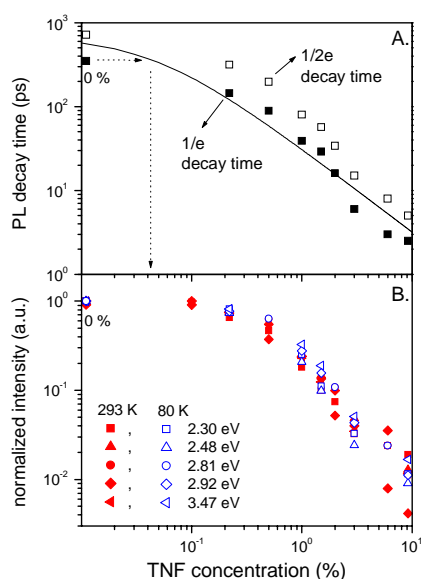 A.
PL decay time (ps)
10³
10²
10¹
10⁰
0 %
1/2e
decay time
1/e
decay time
B.
normalized intensity (a.u.)
10⁰
10⁻¹
10⁻²
0 %
293 K 80 K
, 2.30 eV
, 2.48 eV
, 2.81 eV
, 2.92 eV
, 3.47 eV
10⁻¹ 10⁰ 10¹
TNF concentration (%)